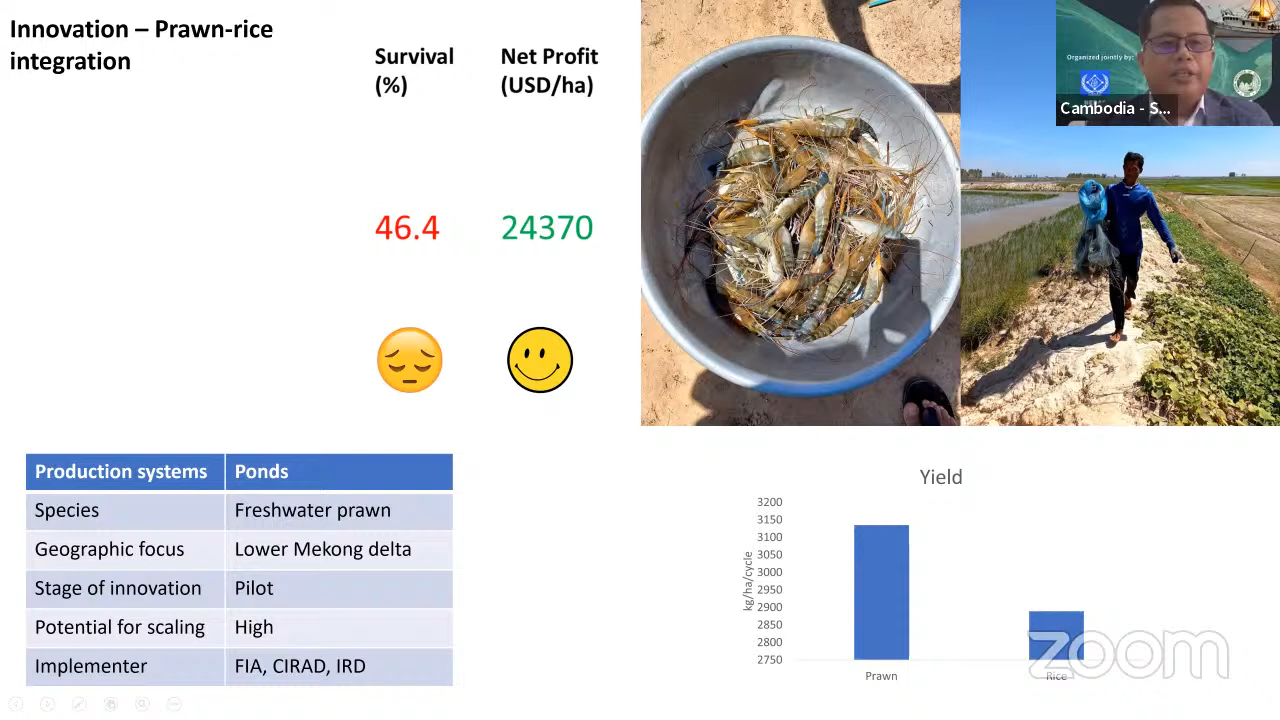 Innovation – Prawn-rice
integration
Survival
(%)
Net Profit
(USD/ha)
46.4
24370
Organized jointly by:
Cambodia - S...
Production systems Ponds
Species Freshwater prawn
Geographic focus Lower Mekong delta
Stage of innovation Pilot
Potential for scaling High
Implementer FIA, CIRAD, IRD
Yield
kg/ha/cycle
3200
3150
3100
3050
3000
2950
2900
2850
2800
2750
Prawn
Rice
zoom